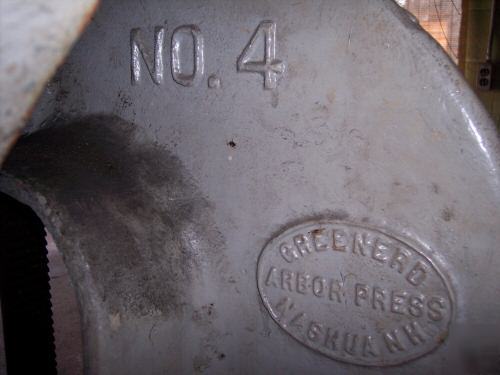 NO.4
GREENERD
ARBOR PRESS
NASHUA N.H.